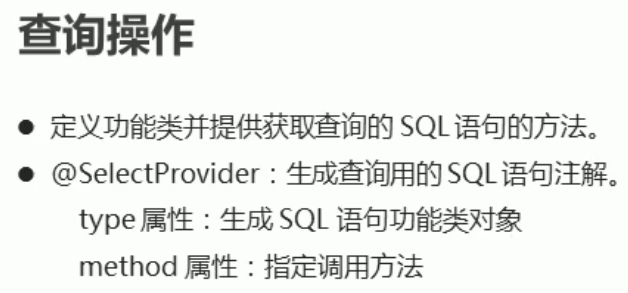 查询操作
● 定义功能类并提供获取查询的 SQL 语句的方法。
● @SelectProvider：生成查询用的 SQL 语句注解。
type 属性：生成 SQL 语句功能类对象
method 属性：指定调用方法